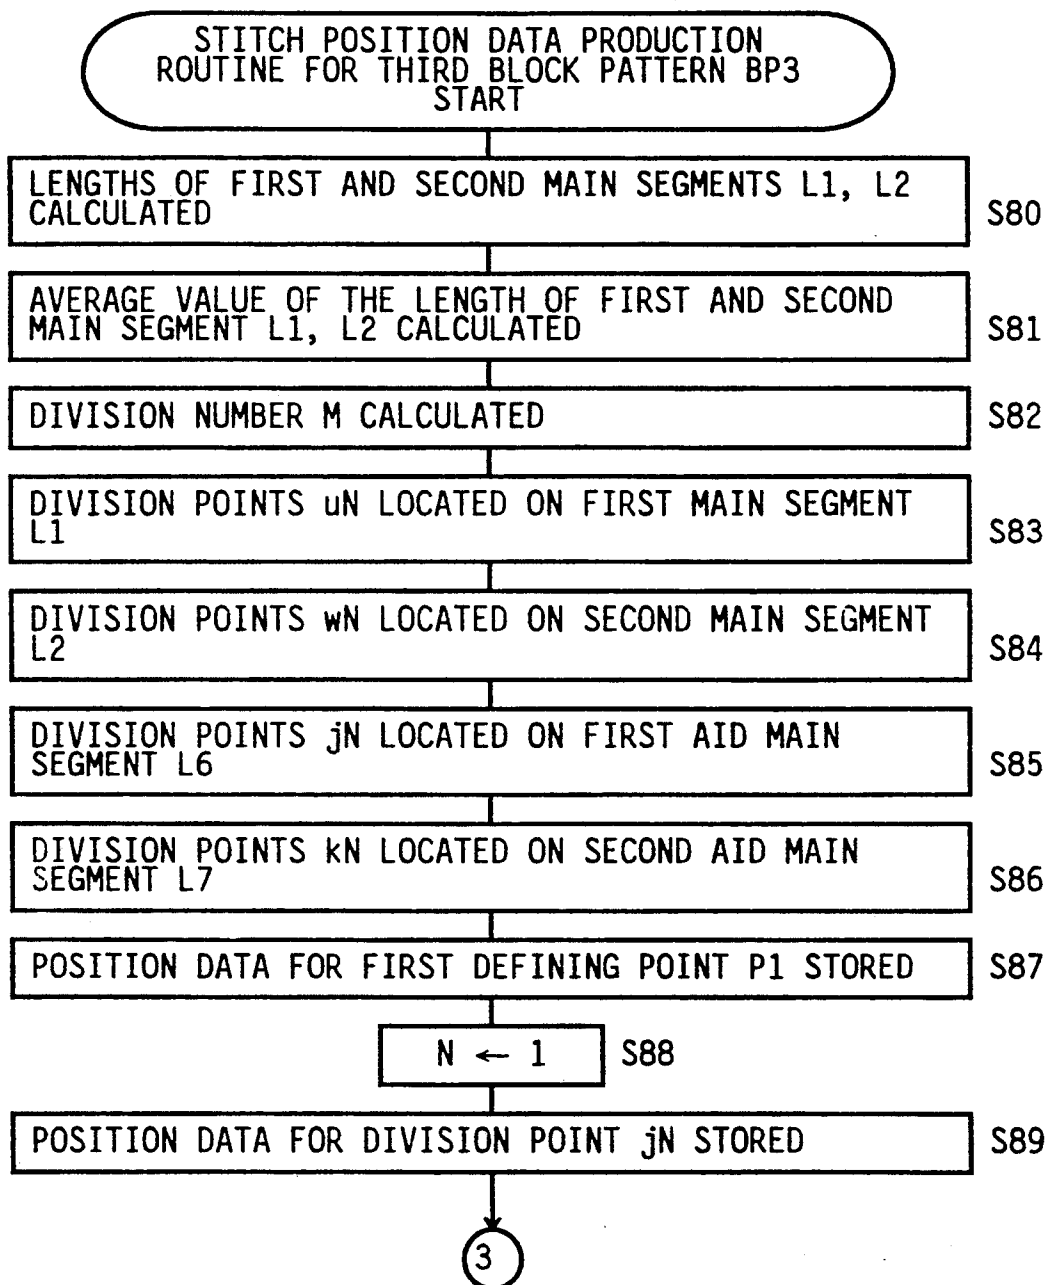 STITCH POSITION DATA PRODUCTION
ROUTINE FOR THIRD BLOCK PATTERN BP3
START
LENGTHS OF FIRST AND SECOND MAIN SEGMENTS L1, L2
CALCULATED
S80
AVERAGE VALUE OF THE LENGTH OF FIRST AND SECOND
MAIN SEGMENT L1, L2 CALCULATED
S81
DIVISION NUMBER M CALCULATED
S82
DIVISION POINTS uN LOCATED ON FIRST MAIN SEGMENT
L1
S83
DIVISION POINTS wN LOCATED ON SECOND MAIN SEGMENT
L2
S84
DIVISION POINTS jN LOCATED ON FIRST AID MAIN
SEGMENT L6
S85
DIVISION POINTS kN LOCATED ON SECOND AID MAIN
SEGMENT L7
S86
POSITION DATA FOR FIRST DEFINING POINT P1 STORED
S87
N ← 1
S88
POSITION DATA FOR DIVISION POINT jN STORED
S89
3